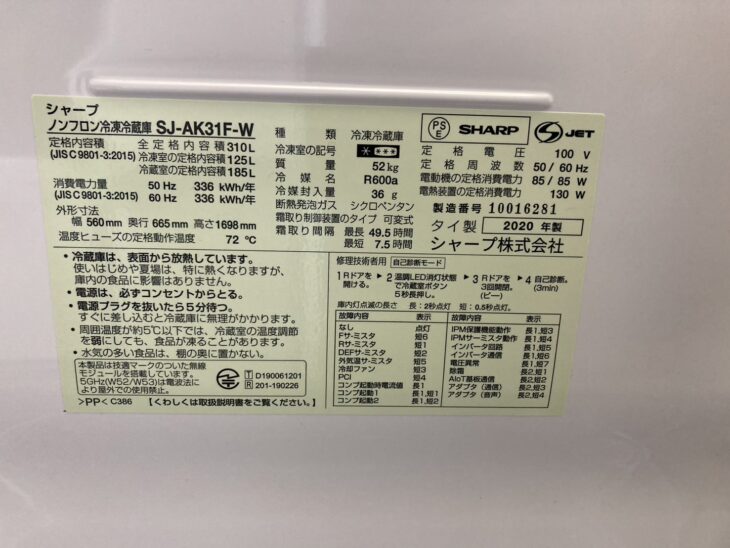 シャープ
ノンフロン冷凍冷蔵庫 SJ-AK31F-W
定格内容積
(JIS C 9801-3:2015)
全定格内容積 310L
冷凍室の定格内容積 125L
冷蔵室の定格内容積 185L
消費電力量
(JIS C 9801-3:2015)
50 Hz 336 kWh/年
60 Hz 336 kWh/年
外形寸法
幅 560mm 奥行 665mm 高さ 1698mm
温度ヒューズの定格動作温度 72 ℃
種類 冷凍冷蔵庫
冷凍室の記号 * ***
質量 52kg
冷媒名 R600a
冷媒封入量 36 g
断熱発泡ガス シクロペンタン
霜取り制御装置のタイプ 可変式
霜取り間隔 最長 49.5 時間
最短 7.5 時間
PS E SHARP JET
定格電圧 100 V
定格周波数 50 / 60 Hz
電動機の定格消費電力 85 / 85 W
電熱装置の定格消費電力 130 W
製造番号 10016281
タイ製 2020 年製
シャープ株式会社
・冷蔵庫は、表面から放熱しています。
使いはじめや夏場は、特に熱くなりますが、
庫内の食品に影響はありません。
・電源は、必ずコンセントからとる。
・電源プラグを抜いたら5分待つ。
すぐに差し込むと冷蔵庫に無理がかかります。
・周囲温度が約5℃以下では、冷蔵室の温度調節
を弱にしても、食品が凍ることがあります。
・水気の多い食品は、棚の奥に置かない。
本製品は技適マークのついた無線
モジュールを搭載しています。
5GHz(W52/W53)は電波法に
より屋外での使用禁止。
T D190061201
R 201-190226
>PP< C386 【くわしくは取扱説明書をご覧ください。】
修理技術者用 自己診断モード
1 Rドアを開ける。
2 温調LED消灯状態で冷蔵室ボタン5秒長押し。
3 Rドアを3回開閉。(ピー)
4 自己診断。(3min)
庫内灯点滅の長さ 長：2秒点灯 短：0.5秒点灯。
故障内容 表示
なし 点灯
Fサーミスタ 短6
Rサーミスタ 短1
DEFサーミスタ 短2
外気温サーミスタ 短5
冷却ファン 短3
PCI 短4
コンプ起動時電流値 長1
コンプ起動1 長1, 短1
コンプ起動2 長1, 短2
故障内容 表示
IPM保護機能動作 長1, 短3
IPMサーミスタ動作 長1, 短4
インバータ回路 長1, 短5
インバータ通信 長1, 短6
電圧異常 長1, 短7
除霜 長2, 短1
AIoT基板通信 長2, 短2
アダプタ（通信） 長2, 短3
アダプタ（音声） 長2, 短4